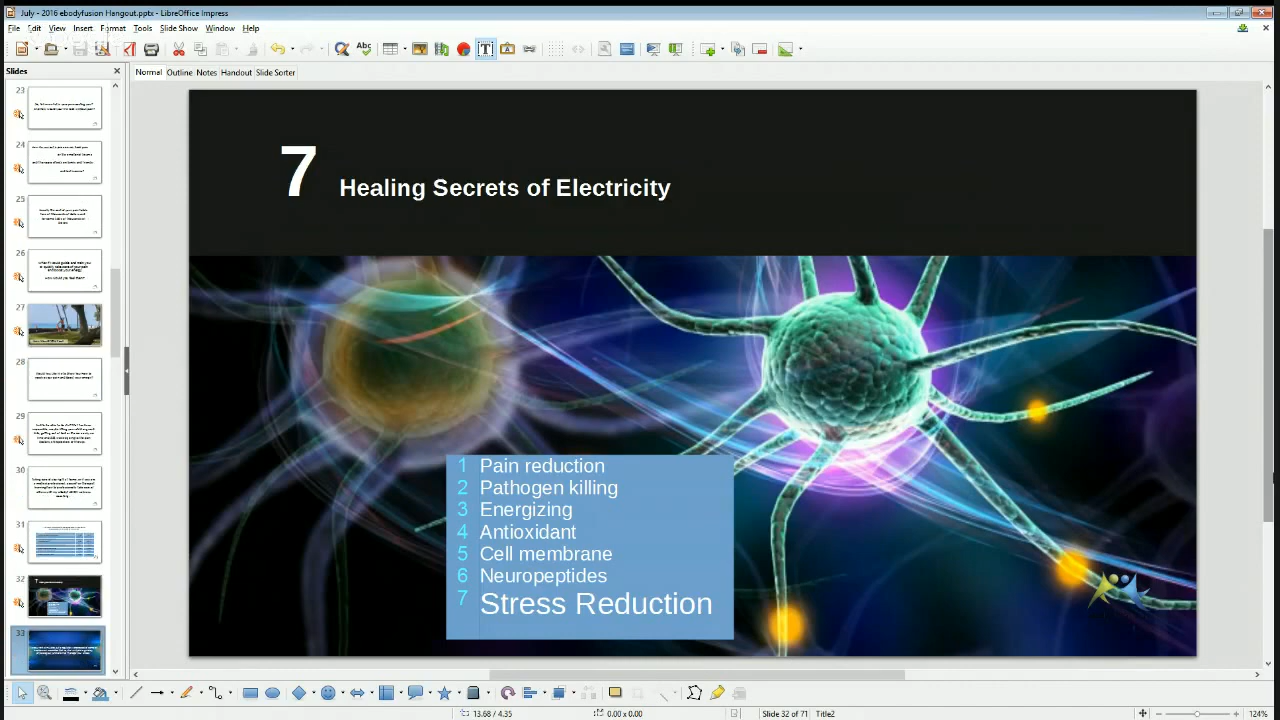 July - 2016 ebodyfusion Hangout.pptx - LibreOffice Impress
File Edit View Insert Format Tools Slide Show Window Help
Slides
Normal Outline Notes Handout Slide Sorter
23
24
25
26
27
28
29
30
31
32
33
7 Healing Secrets of Electricity
1 Pain reduction
2 Pathogen killing
3 Energizing
4 Antioxidant
5 Cell membrane
6 Neuropeptides
7 Stress Reduction
13.68 / 4.35
0.00 x 0.00
Slide 32 of 71
Title2
124%